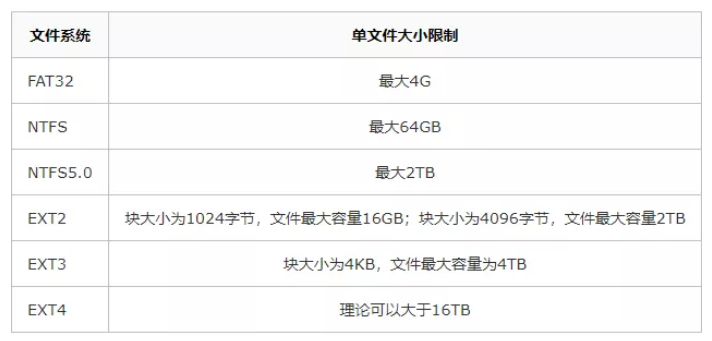 文件系统 单文件大小限制
FAT32 最大4G
NTFS 最大64GB
NTFS5.0 最大2TB
EXT2 块大小为1024字节，文件最大容量16GB；块大小为4096字节，文件最大容量2TB
EXT3 块大小为4KB，文件最大容量为4TB
EXT4 理论可以大于16TB